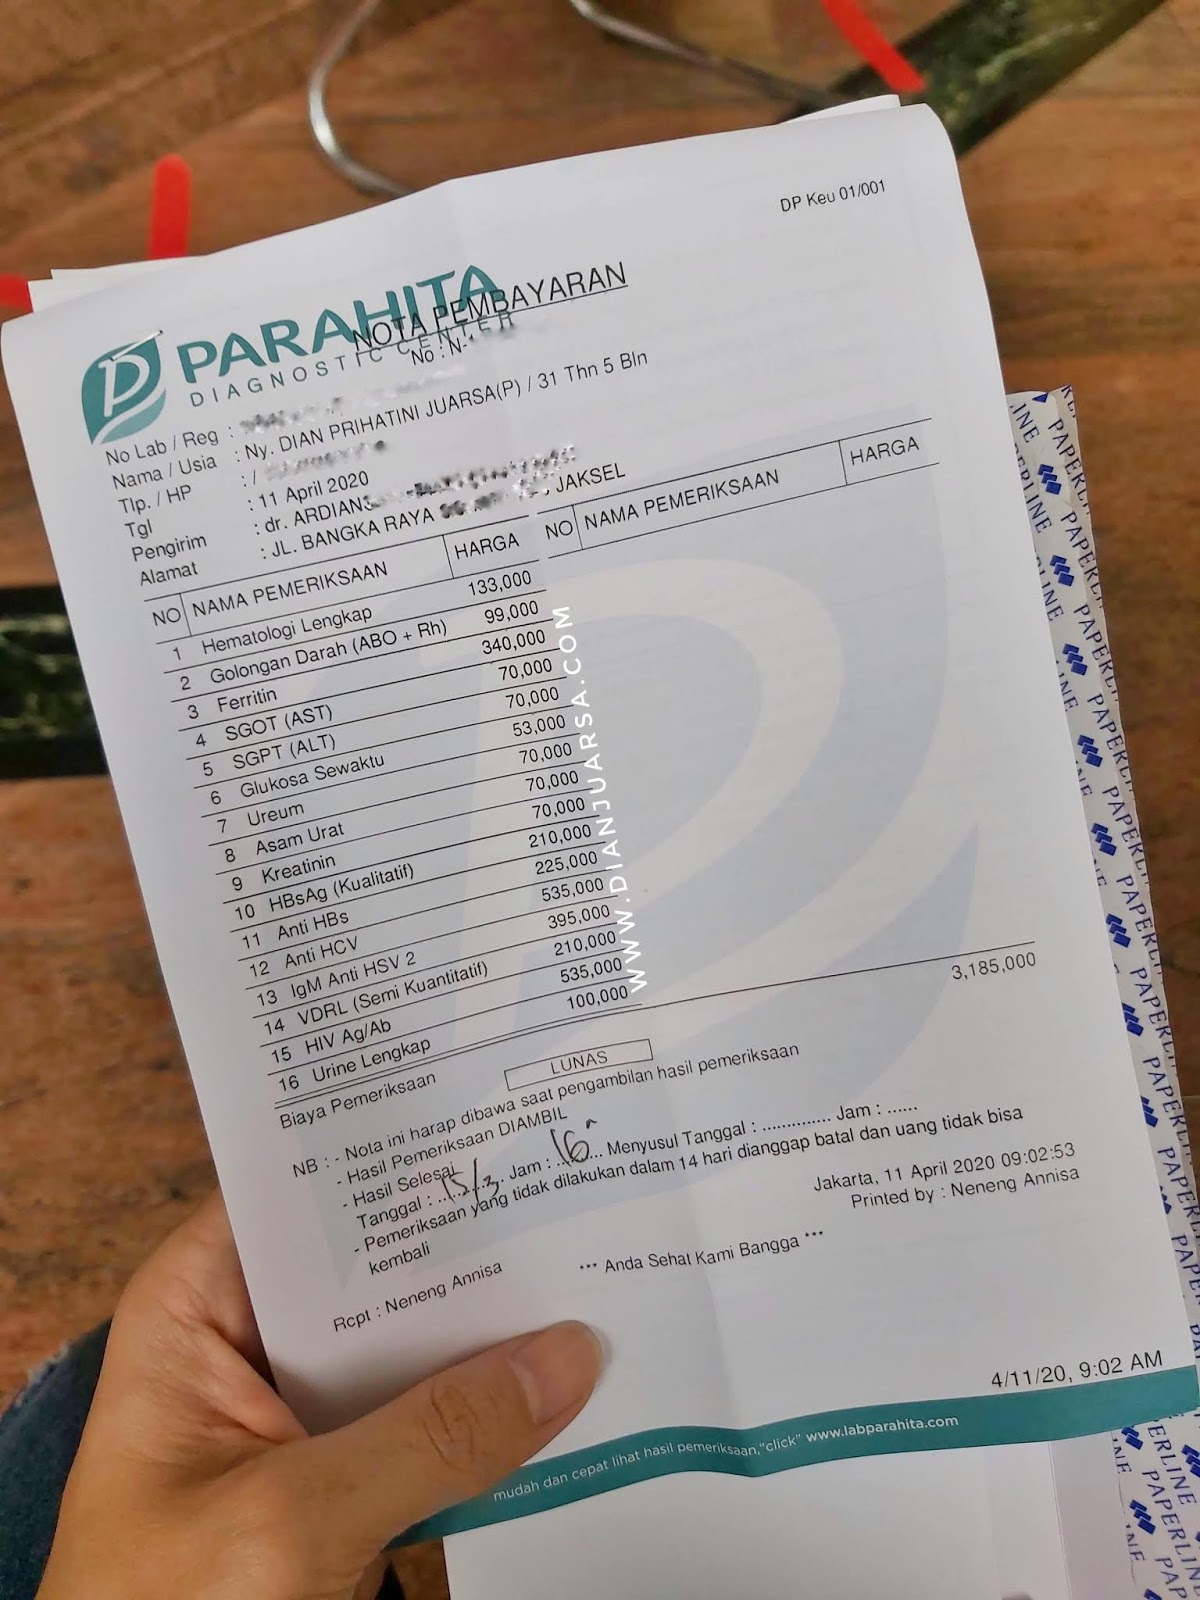 DP Keu 01/001
PARAHITA
DIAGNOSTIC CENTER
NOTA PEMBAYARAN
No : N-
No Lab / Reg :
Nama / Usia : Ny. DIAN PRIHATINI JUARSA(P) / 31 Thn 5 Bln
Tlp. / HP : /
Tgl : 11 April 2020
Pengirim : dr. ARDIANS
Alamat : JL. BANGKA RAYA JAKSEL
NO NAMA PEMERIKSAAN HARGA NO NAMA PEMERIKSAAN HARGA
1 Hematologi Lengkap 133,000
2 Golongan Darah (ABO + Rh) 99,000
3 Ferritin 340,000
4 SGOT (AST) 70,000
5 SGPT (ALT) 70,000
6 Glukosa Sewaktu 53,000
7 Ureum 70,000
8 Asam Urat 70,000
9 Kreatinin 70,000
10 HBsAg (Kualitatif) 210,000
11 Anti HBs 225,000
12 Anti HCV 535,000
13 IgM Anti HSV 2 395,000
14 VDRL (Semi Kuantitatif) 210,000
15 HIV Ag/Ab 535,000
16 Urine Lengkap 100,000
Biaya Pemeriksaan 3,185,000
LUNAS
NB : - Nota ini harap dibawa saat pengambilan hasil pemeriksaan
- Hasil Pemeriksaan DIAMBIL
- Hasil Selesai
Tanggal : 15/3 Jam : 16 Menyusul Tanggal : .............. Jam : ......
- Pemeriksaan yang tidak dilakukan dalam 14 hari dianggap batal dan uang tidak bisa
kembali
Jakarta, 11 April 2020 09:02:53
Printed by : Neneng Annisa
Rcpt : Neneng Annisa
*** Anda Sehat Kami Bangga ***
4/11/20, 9:02 AM
mudah dan cepat lihat hasil pemeriksaan,"click" www.labparahita.com
WWW.DIANJUARSA.COM
PAPERLINE
PAPERLINE
PAPERLINE